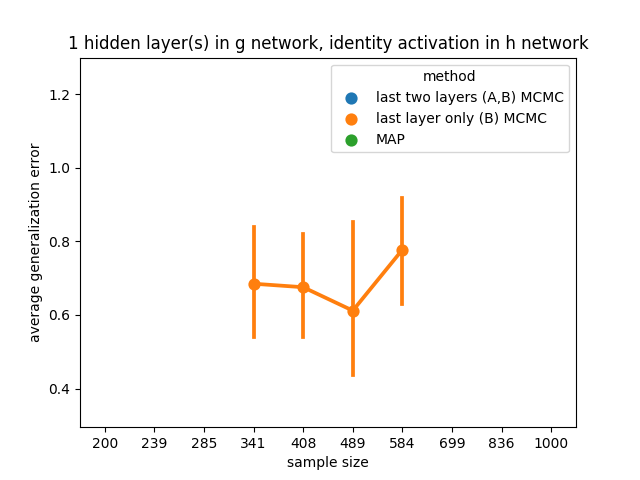 1 hidden layer(s) in g network, identity activation in h network
method
last two layers (A,B) MCMC
last layer only (B) MCMC
MAP
average generalization error
1.2
1.0
0.8
0.6
0.4
200 239 285 341 408 489 584 699 836 1000
sample size